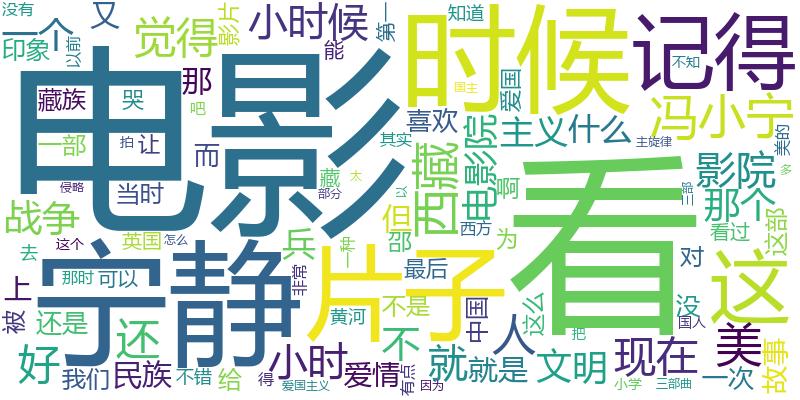 没有
一个
又
觉得
影片
小时候
知道
第一
时候
记得
印象
以前
那
能
国主
不知
藏族
哭
吧
喜欢
爱国
冯小宁
电影
一部
拍
让
而
其实
西藏
电影院
主义
什么
主旋律
美的
侵略
当时
藏
太
部分
看
影院
多
战争
但
以
啊
三部
那个
去
这个
英国
怎么
兵
邵
西方
为
看过
这部
宁静
片子
这
上
那时
可以
非常
最后
对
被
还是
还
黄河
不是
中国
这么
没
国人
不
人
把
美
好
我们
民族
不错
给
小时
得
爱国主义
爱情
有点
就
因为
就是
文明
小学
现在
三部曲
一次
故事